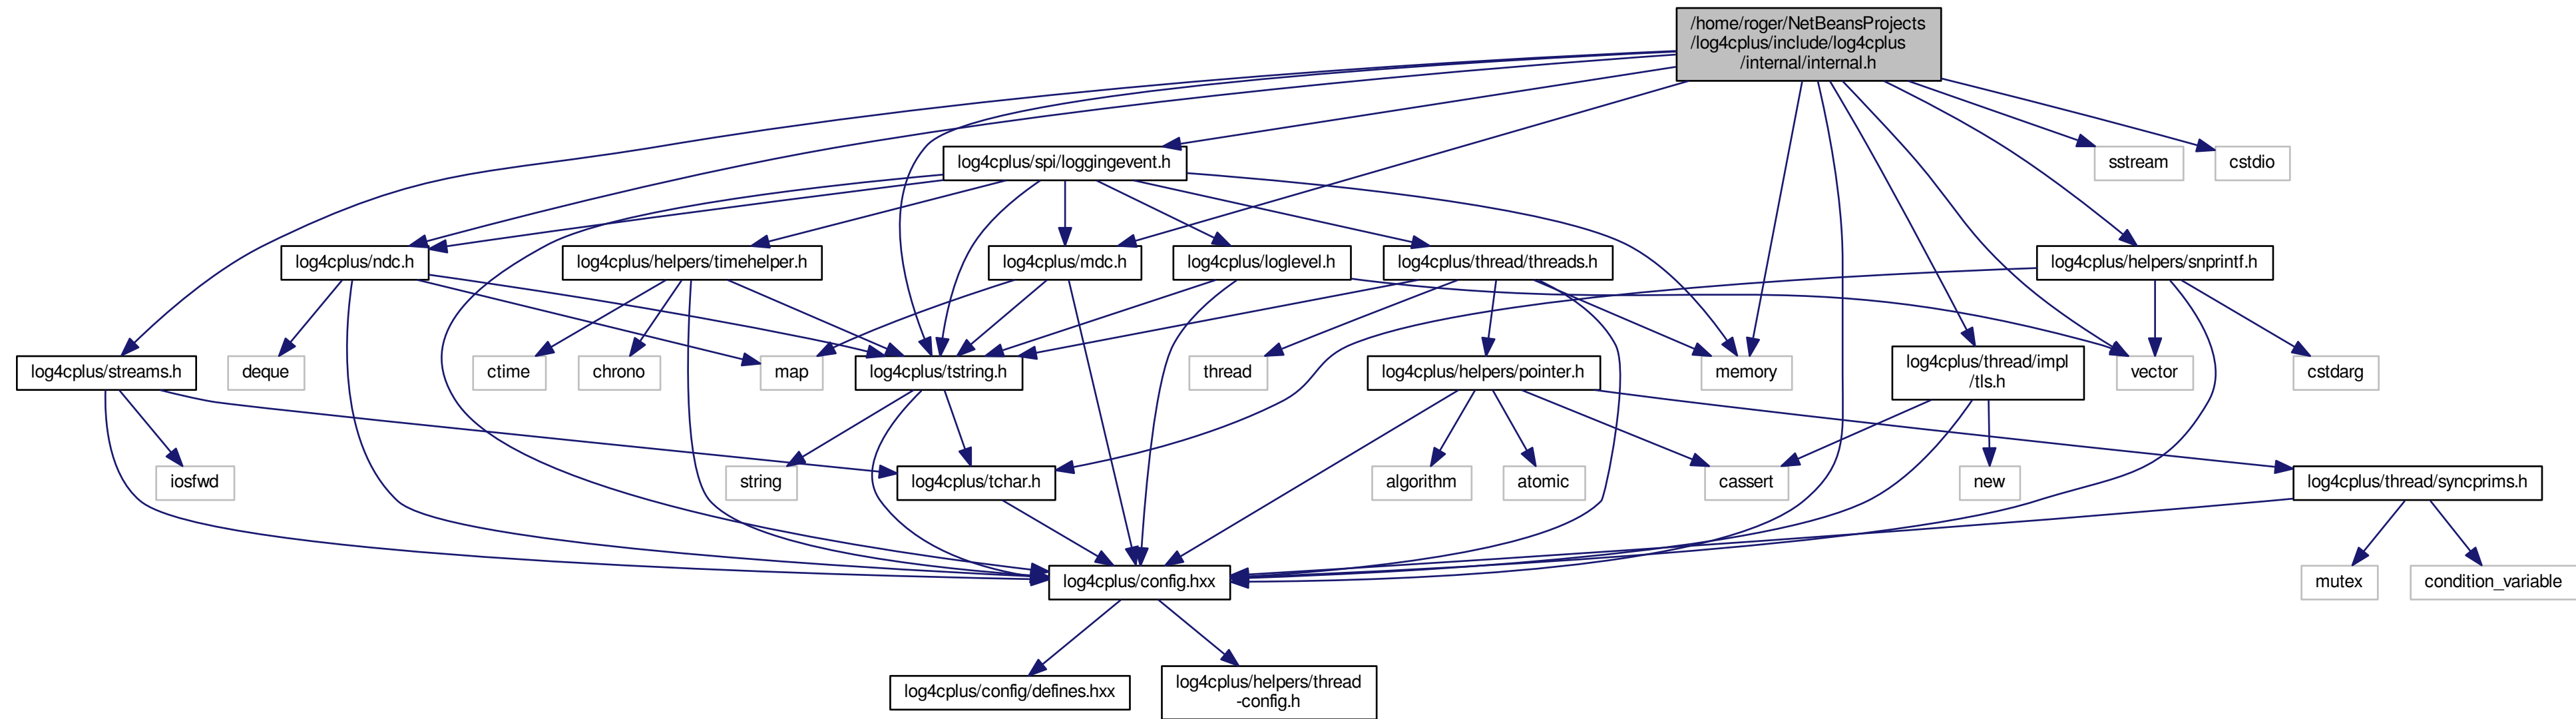 /home/roger/NetBeansProjects
/log4cplus/include/log4cplus
/internal/internal.h
log4cplus/spi/loggingevent.h
sstream
cstdio
log4cplus/ndc.h
log4cplus/helpers/timehelper.h
log4cplus/mdc.h
log4cplus/loglevel.h
log4cplus/thread/threads.h
log4cplus/helpers/snprintf.h
log4cplus/streams.h
deque
ctime
chrono
map
log4cplus/tstring.h
thread
log4cplus/helpers/pointer.h
memory
log4cplus/thread/impl
/tls.h
vector
cstdarg
iosfwd
string
log4cplus/tchar.h
algorithm
atomic
cassert
new
log4cplus/thread/syncprims.h
log4cplus/config.hxx
mutex
condition_variable
log4cplus/config/defines.hxx
log4cplus/helpers/thread
-config.h